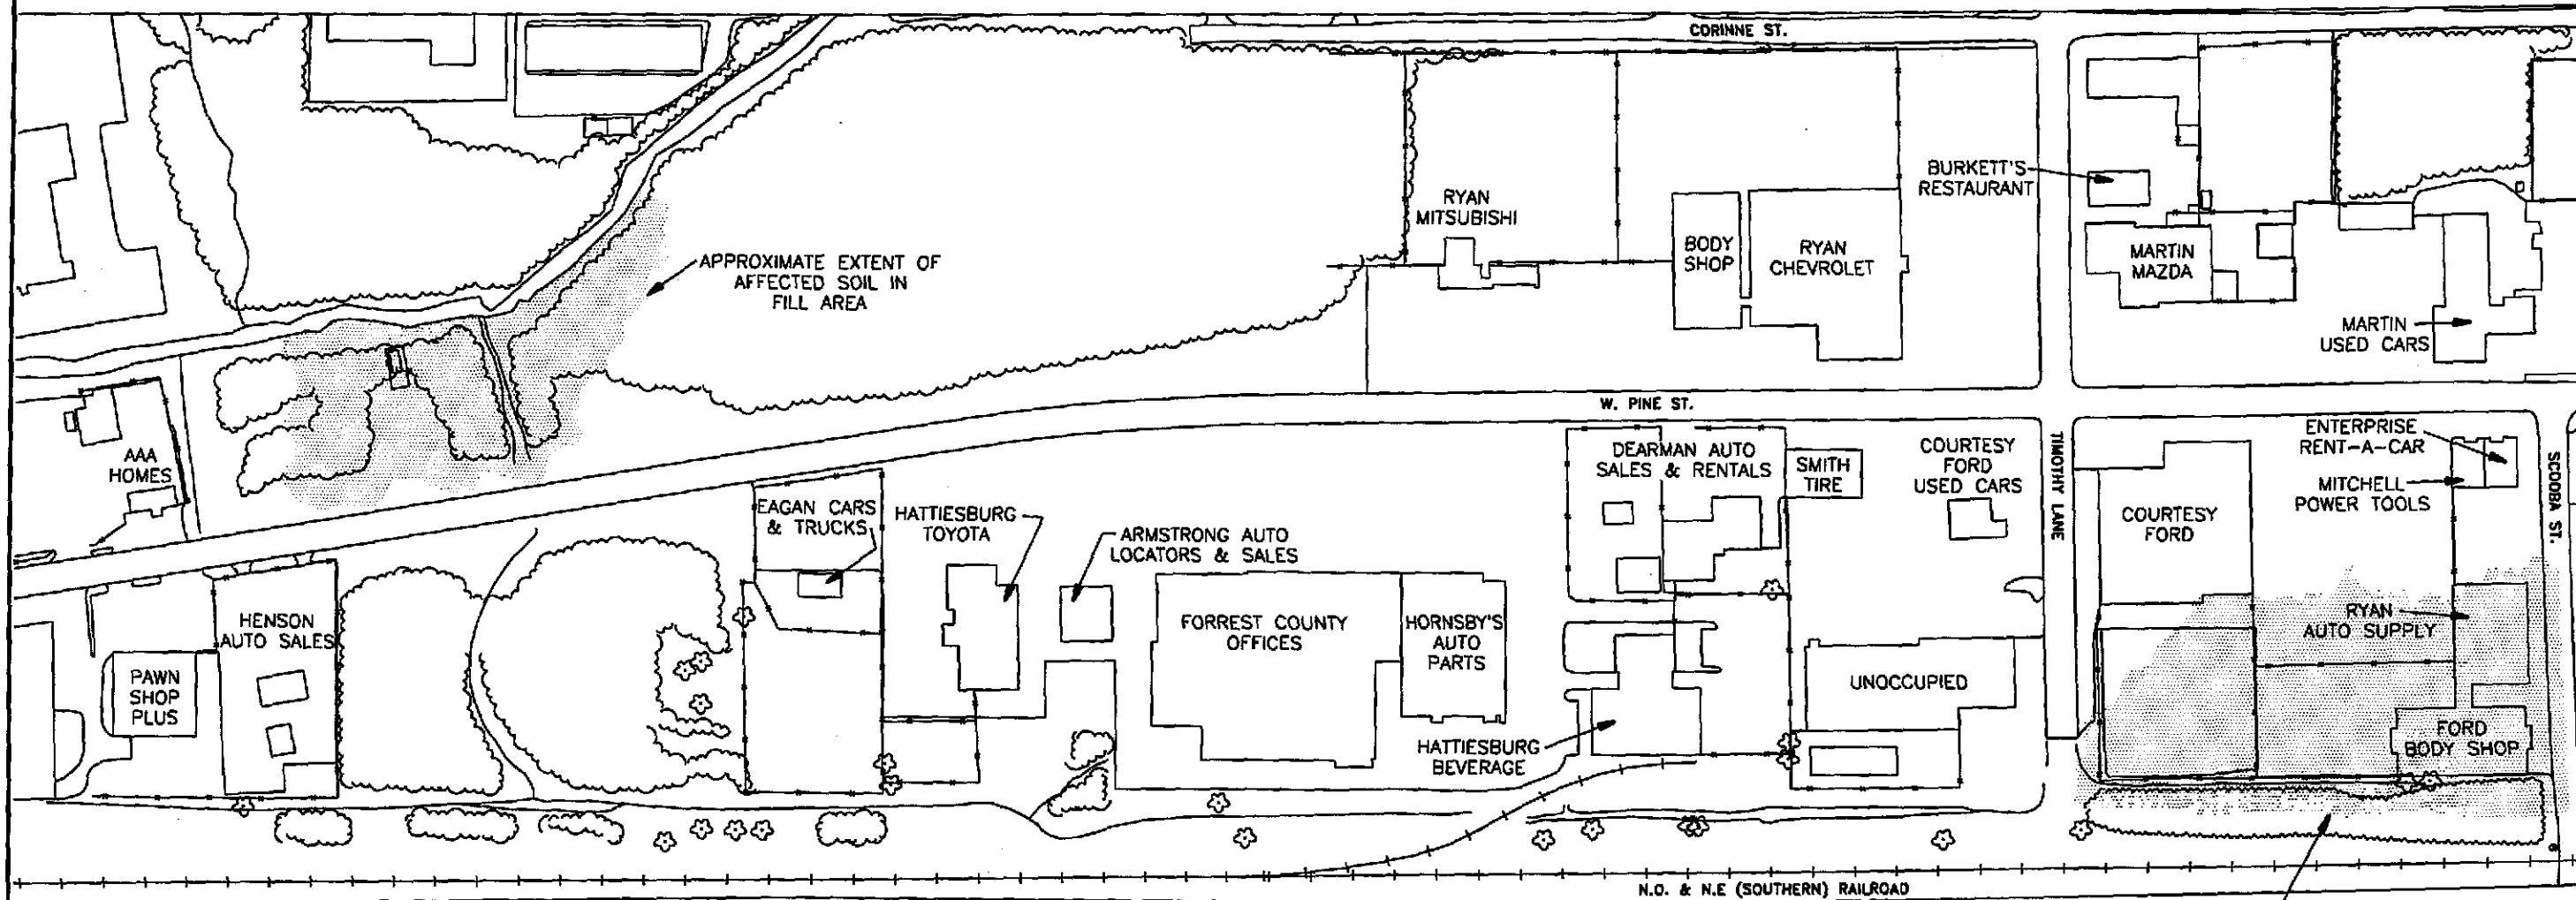 CORINNE ST.
BURKETT'S
RESTAURANT
RYAN
MITSUBISHI
BODY
SHOP
RYAN
CHEVROLET
MARTIN
MAZDA
APPROXIMATE EXTENT OF
AFFECTED SOIL IN
FILL AREA
MARTIN
USED CARS
W. PINE ST.
AAA
HOMES
EAGAN CARS
& TRUCKS
HATTIESBURG
TOYOTA
ARMSTRONG AUTO
LOCATORS & SALES
DEARMAN AUTO
SALES & RENTALS
SMITH
TIRE
COURTESY
FORD
USED CARS
TIMOTHY LANE
COURTESY
FORD
ENTERPRISE
RENT-A-CAR
MITCHELL
POWER TOOLS
SCOOBA ST.
HENSON
AUTO SALES
PAWN
SHOP
PLUS
FORREST COUNTY
OFFICES
HORNSBY'S
AUTO
PARTS
HATTIESBURG
BEVERAGE
UNOCCUPIED
RYAN
AUTO SUPPLY
FORD
BODY SHOP
N.O. & N.E (SOUTHERN) RAILROAD